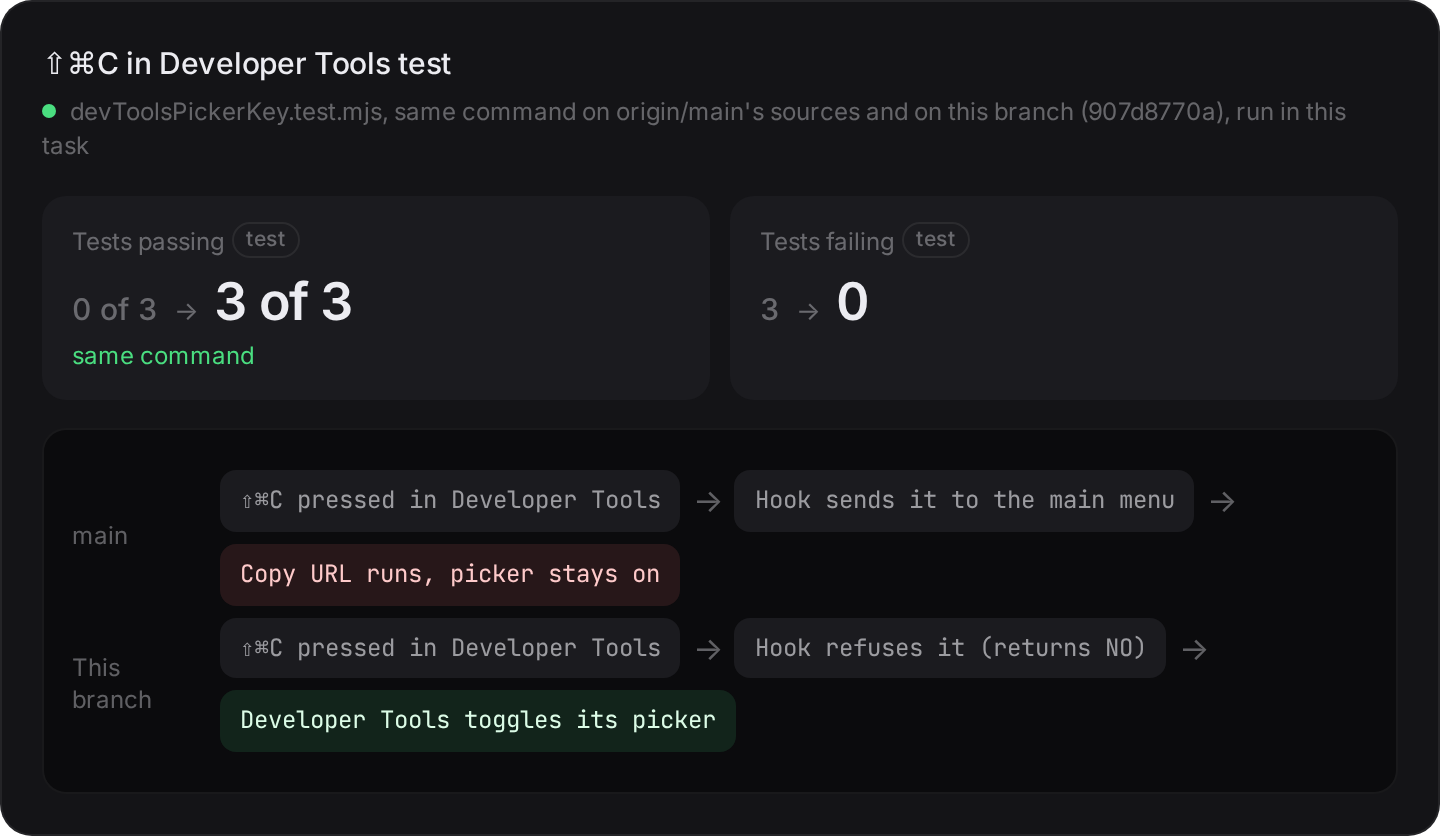 ⇧⌘C in Developer Tools test
devToolsPickerKey.test.mjs, same command on origin/main's sources and on this branch (907d8770a), run in this
task
Tests passing test
0 of 3 → 3 of 3
same command
Tests failing test
3 → 0
main
⇧⌘C pressed in Developer Tools → Hook sends it to the main menu →
Copy URL runs, picker stays on
This
branch
⇧⌘C pressed in Developer Tools → Hook refuses it (returns NO) →
Developer Tools toggles its picker